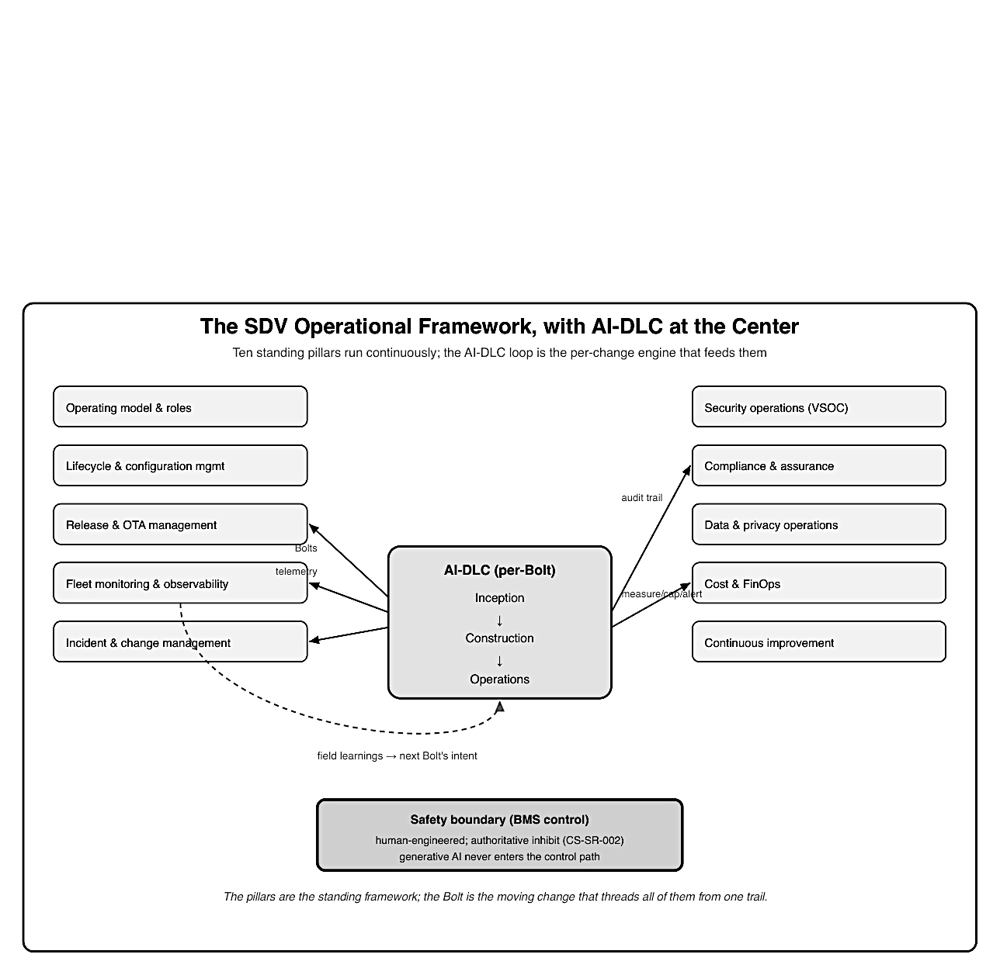 The SDV Operational Framework, with AI-DLC at the Center
Ten standing pillars run continuously; the AI-DLC loop is the per-change engine that feeds them
Operating model & roles
Lifecycle & configuration mgmt
Release & OTA management
Bolts
telemetry
Fleet monitoring & observability
Incident & change management
AI-DLC (per-Bolt)
Inception
↓
Construction
↓
Operations
Security operations (VSOC)
audit trail
Compliance & assurance
Data & privacy operations
measure/cap/alert
Cost & FinOps
Continuous improvement
field learnings → next Bolt's intent
Safety boundary (BMS control)
human-engineered; authoritative inhibit (CS-SR-002)
generative AI never enters the control path
The pillars are the standing framework; the Bolt is the moving change that threads all of them from one trail.